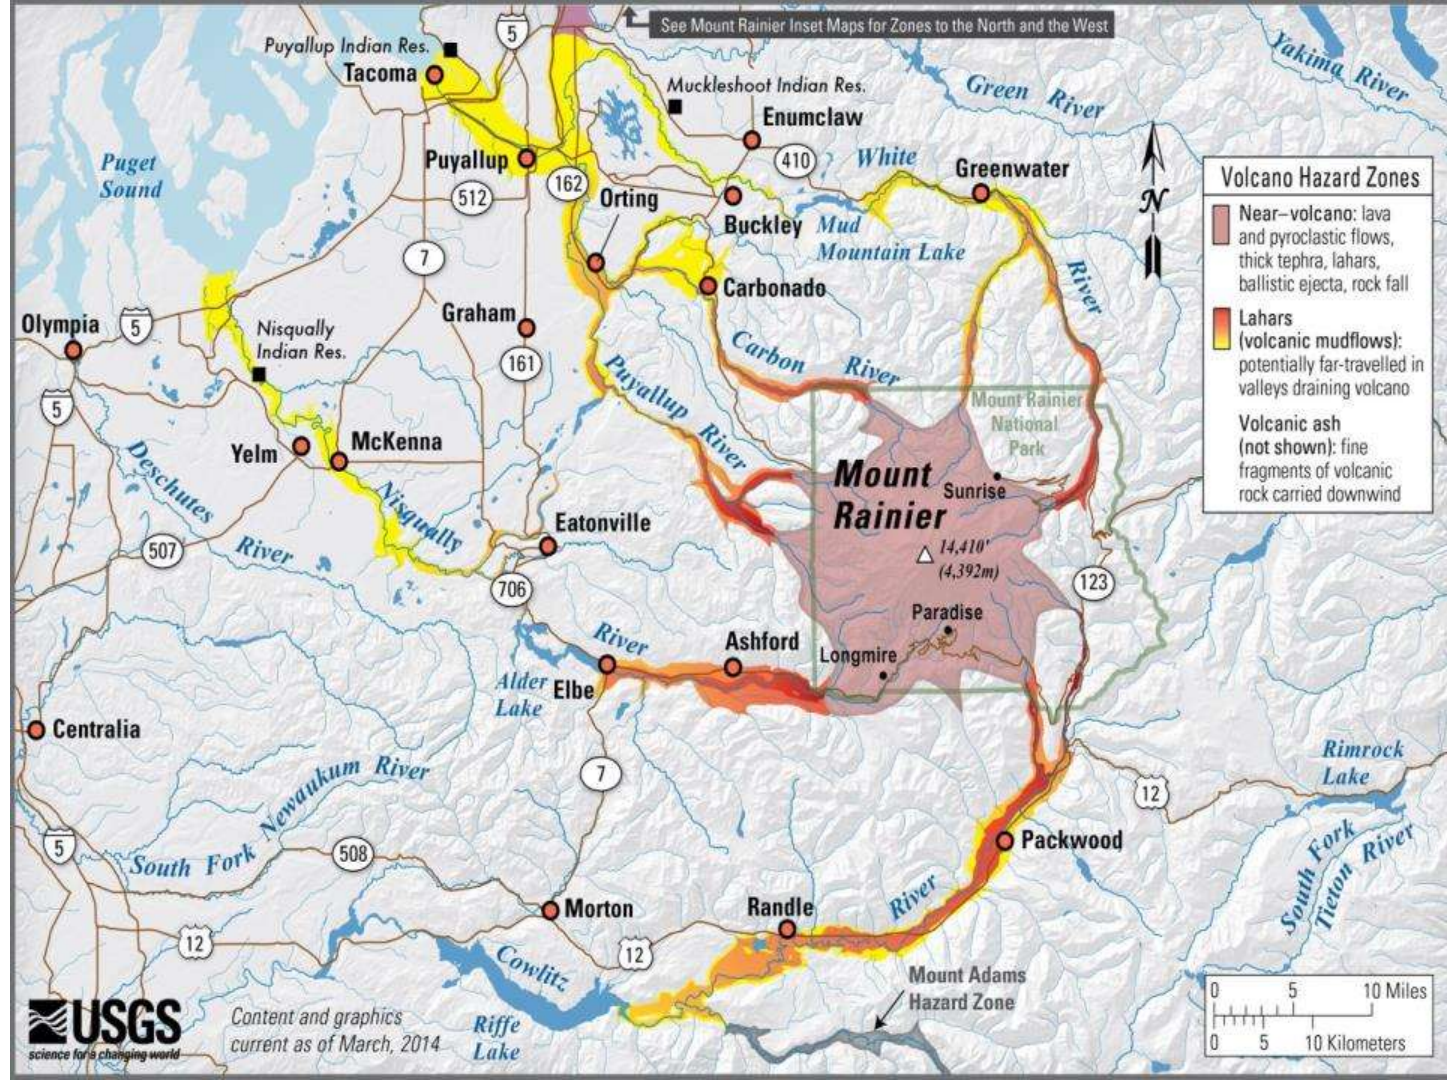 See Mount Rainier Inset Maps for Zones to the North and the West
5
Puyallup Indian Res.
Tacoma
Muckleshoot Indian Res.
Enumclaw
Green River
Yakima River
Puget
Sound
Puyallup
512
162
410
White
Greenwater
N
Orting
Buckley
Mud
Mountain Lake
River
7
Carbonado
Graham
161
Olympia
5
Nisqually
Indian Res.
5
Carbon River
Puyallup
River
Mount Rainier
National
Park
Yelm
McKenna
Deschutes
River
Nisqually
Mount
Rainier
Sunrise
14,410'
(4,392m)
507
Eatonville
706
123
Paradise
Longmire
River
Ashford
Alder
Lake
Elbe
Centralia
7
Rimrock
Lake
12
South Fork Newaukum River
5
508
Packwood
South Fork
Tieton River
Morton
Randle
River
12
12
Cowlitz
Riffe
Lake
Mount Adams
Hazard Zone
Volcano Hazard Zones
Near–volcano: lava
and pyroclastic flows,
thick tephra, lahars,
ballistic ejecta, rock fall
Lahars
(volcanic mudflows):
potentially far-travelled in
valleys draining volcano
Volcanic ash
(not shown): fine
fragments of volcanic
rock carried downwind
0 5 10 Miles
0 5 10 Kilometers
USGS
science for a changing world
Content and graphics
current as of March, 2014